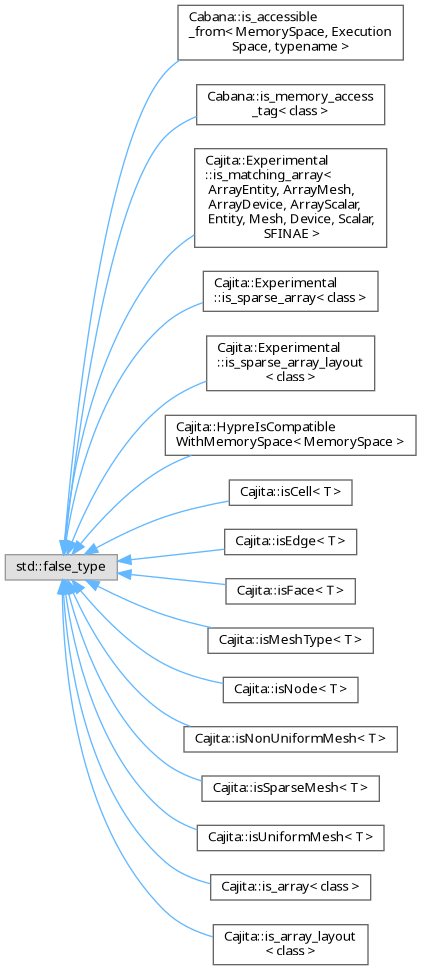 Cabana::is_accessible
_from< MemorySpace, Execution
Space, typename >
Cabana::is_memory_access
_tag< class >
Cajita::Experimental
::is_matching_array<
ArrayEntity, ArrayMesh,
ArrayDevice, ArrayScalar,
Entity, Mesh, Device, Scalar,
SFINAE >
Cajita::Experimental
::is_sparse_array< class >
Cajita::Experimental
::is_sparse_array_layout
< class >
Cajita::HypreIsCompatible
WithMemorySpace< MemorySpace >
Cajita::isCell< T >
Cajita::isEdge< T >
std::false_type
Cajita::isFace< T >
Cajita::isMeshType< T >
Cajita::isNode< T >
Cajita::isNonUniformMesh< T >
Cajita::isSparseMesh< T >
Cajita::isUniformMesh< T >
Cajita::is_array< class >
Cajita::is_array_layout
< class >